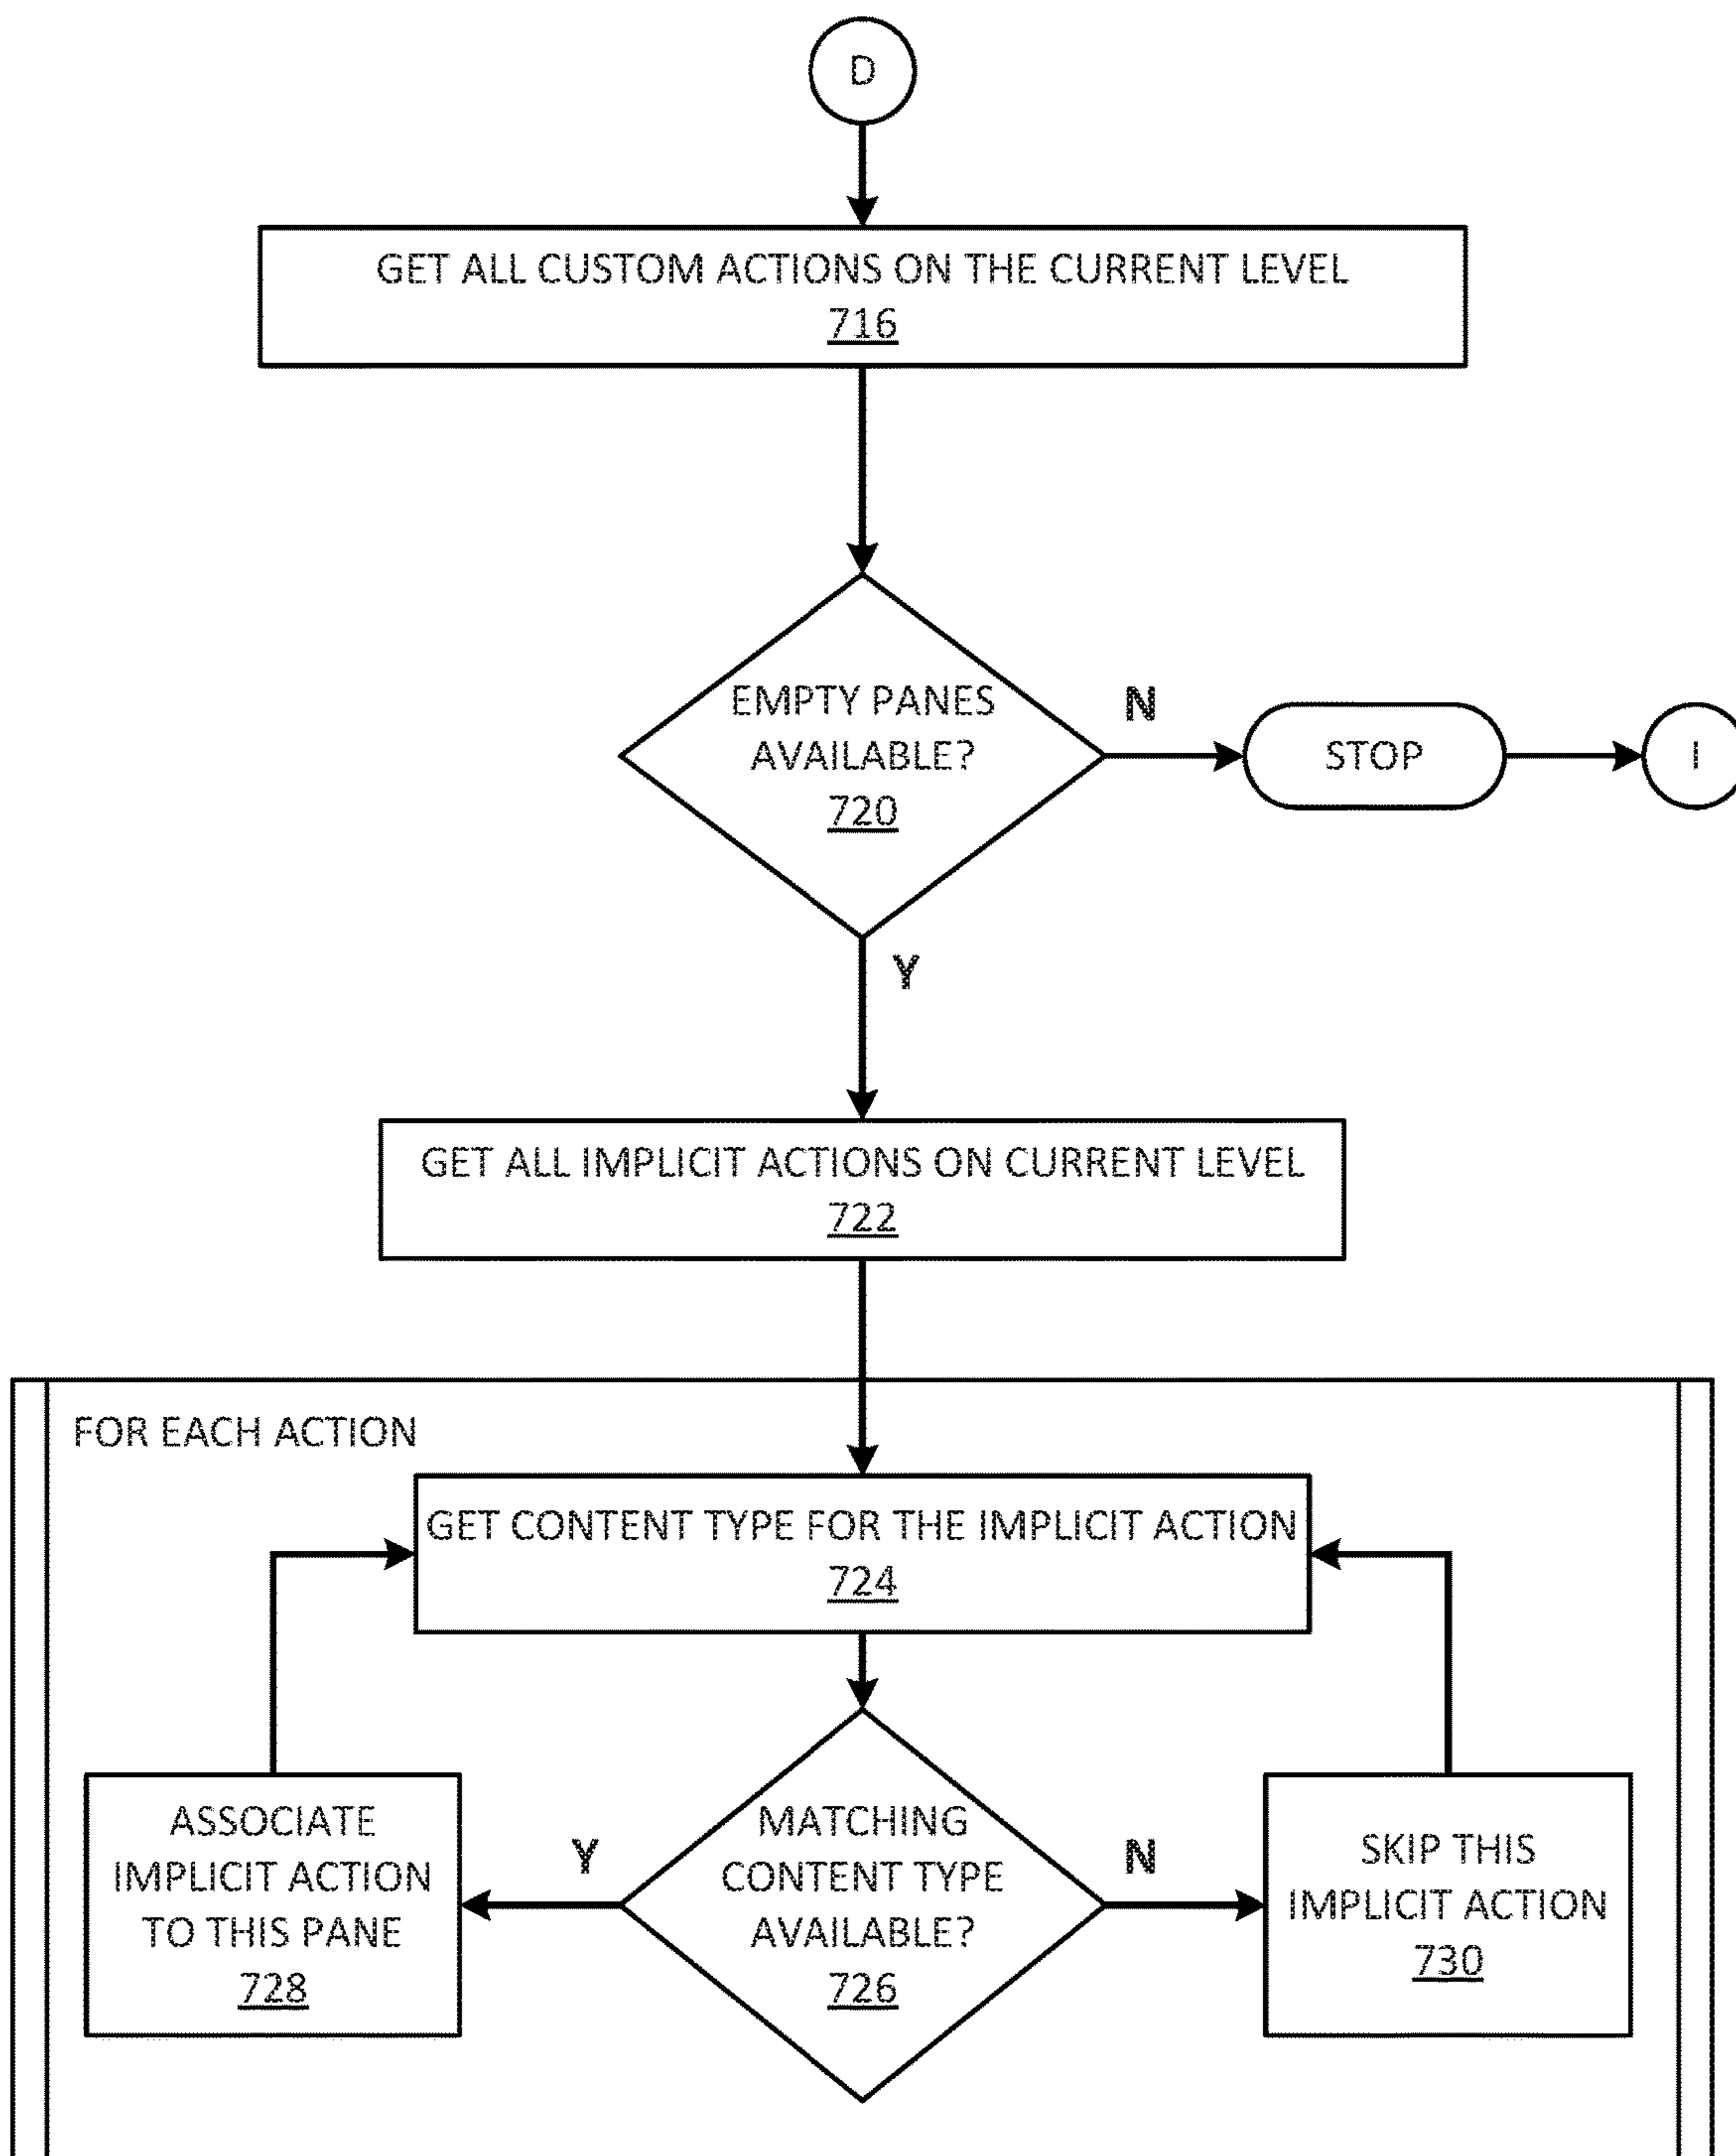 D
GET ALL CUSTOM ACTIONS ON THE CURRENT LEVEL
716
EMPTY PANES
AVAILABLE?
720
N
STOP
I
Y
GET ALL IMPLICIT ACTIONS ON CURRENT LEVEL
722
FOR EACH ACTION
GET CONTENT TYPE FOR THE IMPLICIT ACTION
724
ASSOCIATE
IMPLICIT ACTION
TO THIS PANE
728
Y
MATCHING
CONTENT TYPE
AVAILABLE?
726
N
SKIP THIS
IMPLICIT ACTION
730